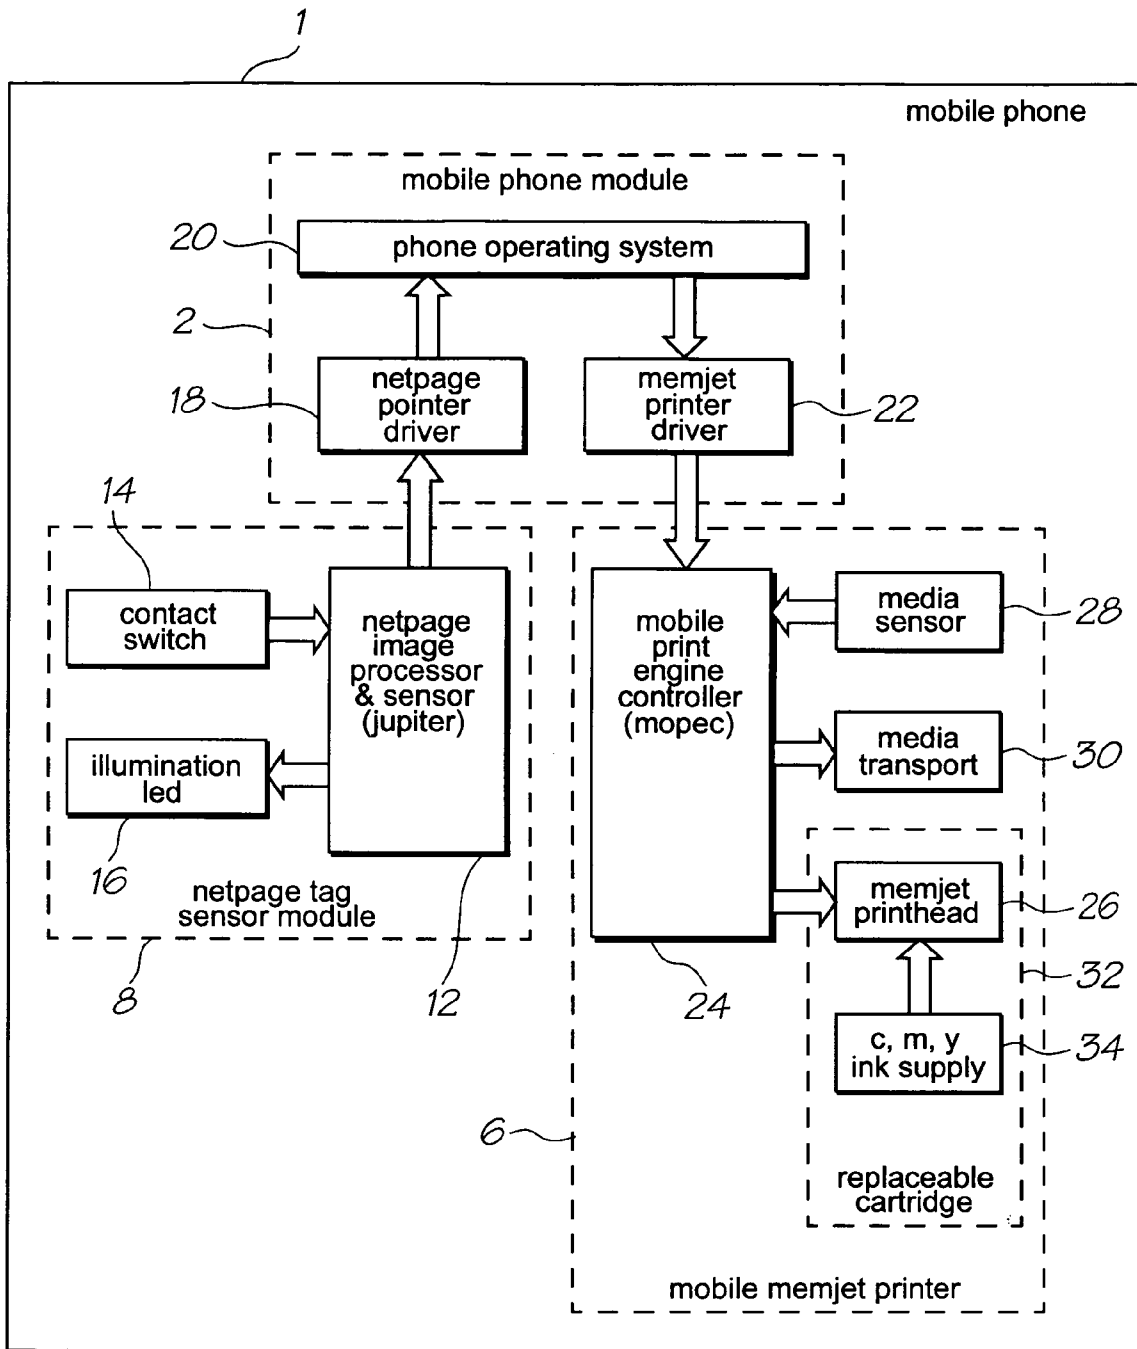 1
mobile phone
mobile phone module
20
phone operating system
2
18
netpage
pointer
driver
memjet
printer
driver
22
14
contact
switch
netpage
image
processor
& sensor
(jupiter)
illumination
led
16
netpage tag
sensor module
8
12
mobile
print
engine
controller
(mopec)
media
sensor
28
media
transport
30
memjet
printhead
26
32
24
c, m, y
ink supply
34
6
replaceable
cartridge
mobile memjet printer